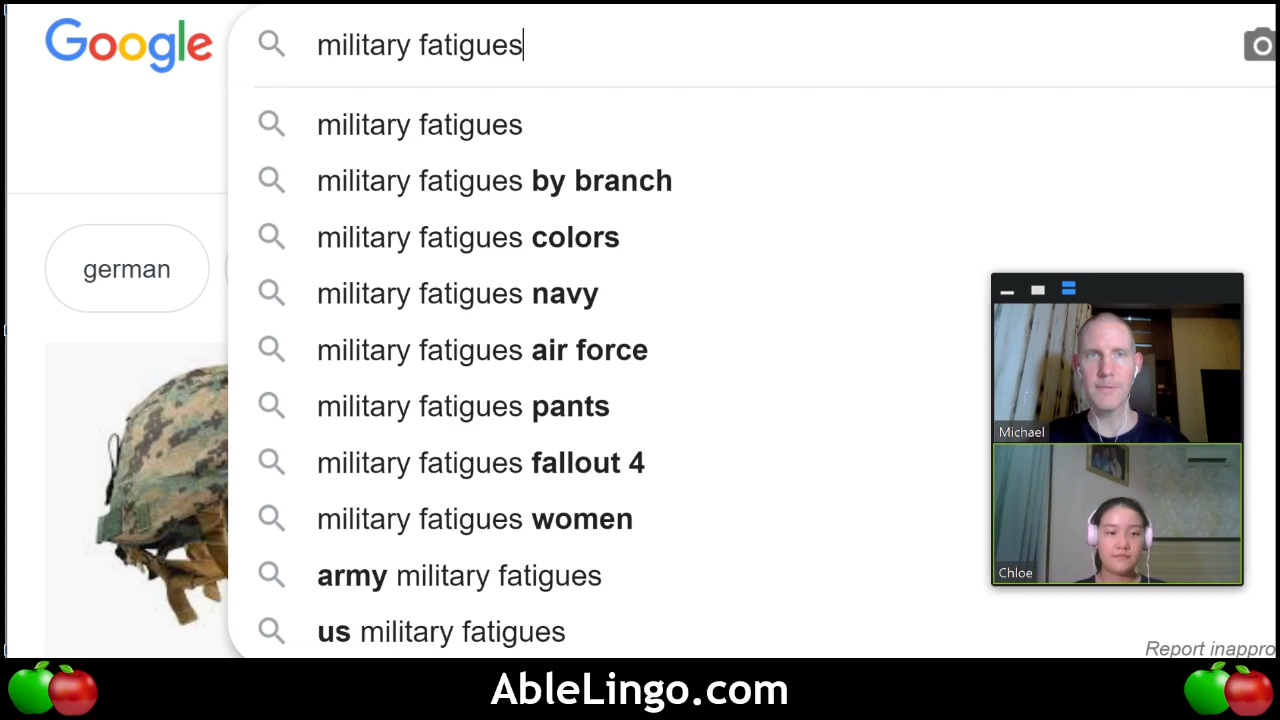 Google
military fatigues
military fatigues
military fatigues by branch
military fatigues colors
military fatigues navy
military fatigues air force
military fatigues pants
military fatigues fallout 4
military fatigues women
army military fatigues
us military fatigues
german
Michael
Chloe
Report inappro
AbleLingo.com